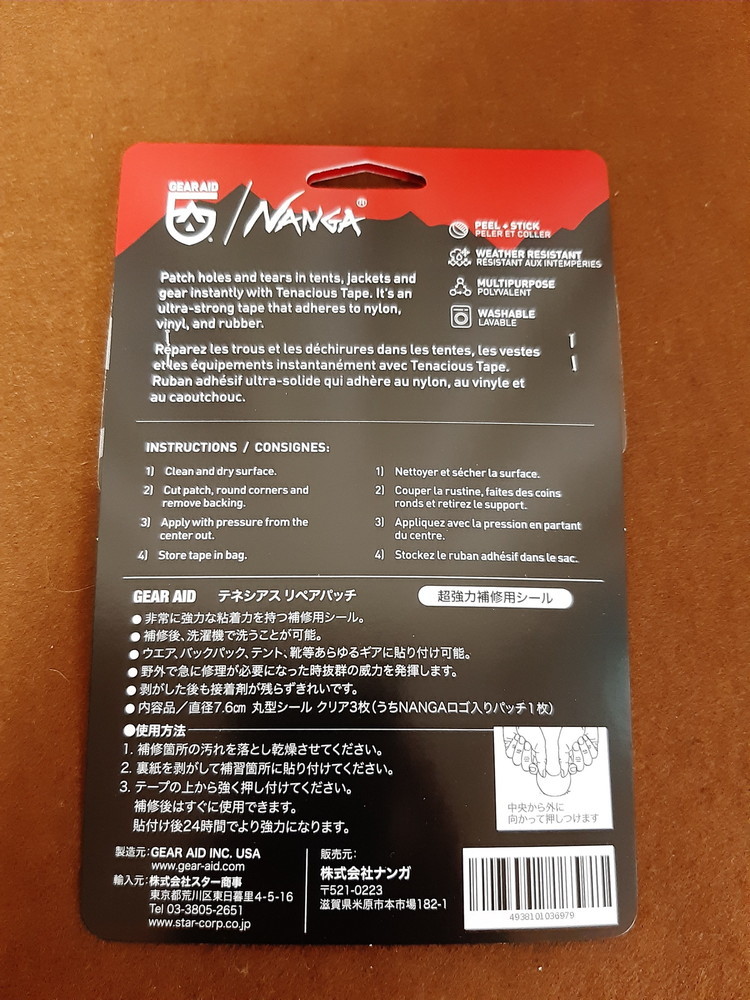 GEAR AID
NANGA®
PEEL + STICK
PELER ET COLLER
WEATHER RESISTANT
RÉSISTANT AUX INTEMPÉRIES
MULTIPURPOSE
POLYVALENT
WASHABLE
LAVABLE
Patch holes and tears in tents, jackets and
gear instantly with Tenacious Tape. It's an
ultra-strong tape that adheres to nylon,
vinyl, and rubber.
Réparez les trous et les déchirures dans les tentes, les vestes
et les équipements instantanément avec Tenacious Tape.
Ruban adhésif ultra-solide qui adhère au nylon, au vinyle et
au caoutchouc.
INSTRUCTIONS / CONSIGNES:
1) Clean and dry surface.
2) Cut patch, round corners and
remove backing.
3) Apply with pressure from the
center out.
4) Store tape in bag.
1) Nettoyer et sécher la surface.
2) Couper la rustine, faites des coins
ronds et retirez le support.
3) Appliquez avec la pression en partant
du centre.
4) Stockez le ruban adhésif dans le sac.
GEAR AID テネシアス リペアパッチ
超強力補修用シール
●非常に強力な粘着力を持つ補修用シール。
●補修後、洗濯機で洗うことが可能。
●ウエア、バックパック、テント、靴等あらゆるギアに貼り付け可能。
●野外で急に修理が必要になった時抜群の威力を発揮します。
●剥がした後も接着剤が残らずきれいです。
●内容品／直径7.6cm 丸型シール クリア3枚(うちNANGAロゴ入りパッチ1枚)
●使用方法
1. 補修箇所の汚れを落とし乾燥させてください。
2. 裏紙を剥がして補習箇所に貼り付けてください。
3. テープの上から強く押し付けてください。
補修後はすぐに使用できます。
貼付け後24時間でより強力になります。
中央から外に
向かって押しつけます
製造元:GEAR AID INC. USA
www.gear-aid.com
輸入元:株式会社スター商事
東京都荒川区東日暮里4-5-16
Tel 03-3805-2651
www.star-corp.co.jp
販売元:
株式会社ナンガ
〒521-0223
滋賀県米原市本市場182-1
4938101036979